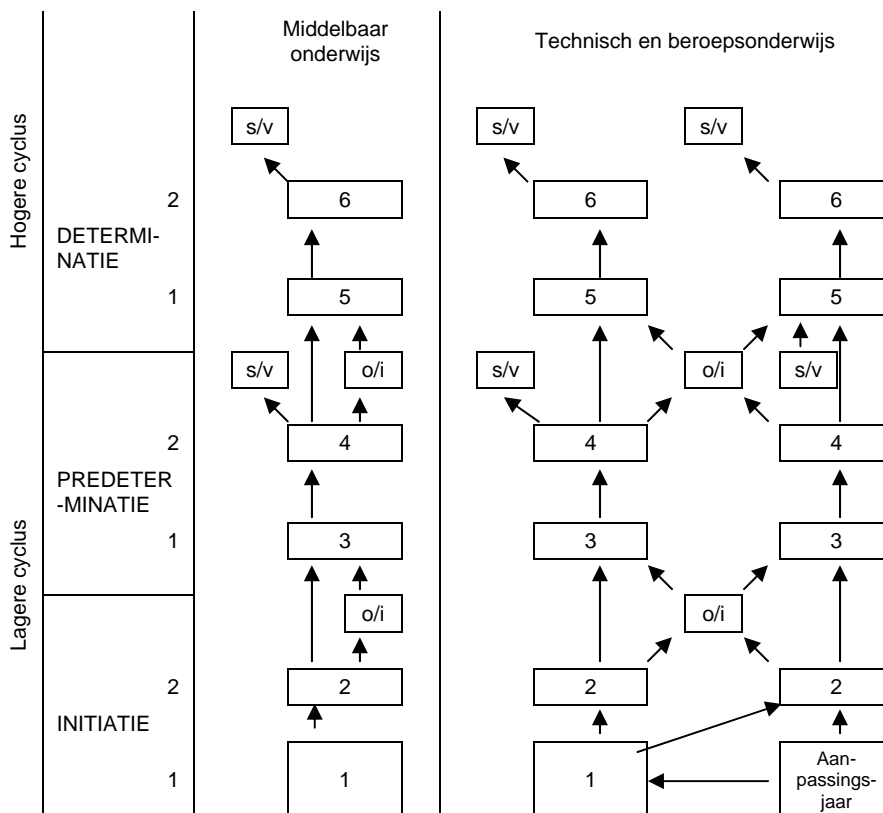 Middelbaar
onderwijs
Technisch en beroepsonderwijs
Hogere cyclus
s/v
s/v
s/v
2
6
6
6
DETERMI-
NATIE
1
5
5
5
s/v
o/i
s/v
o/i
s/v
2
4
4
4
PREDETER
-MINATIE
1
3
3
3
Lagere cyclus
o/i
o/i
2
2
2
2
INITIATIE
1
1
1
Aan-
passings-
jaar